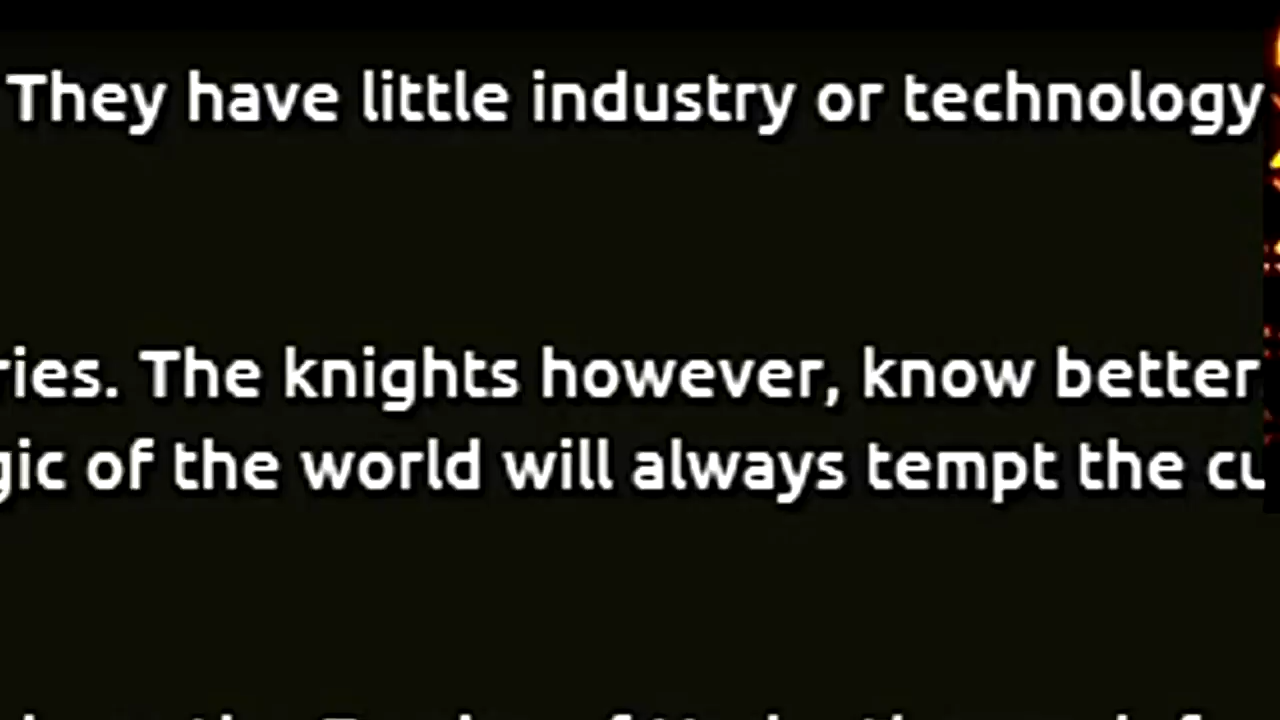 They have little industry or technology
ries. The knights however, know better
gic of the world will always tempt the cu